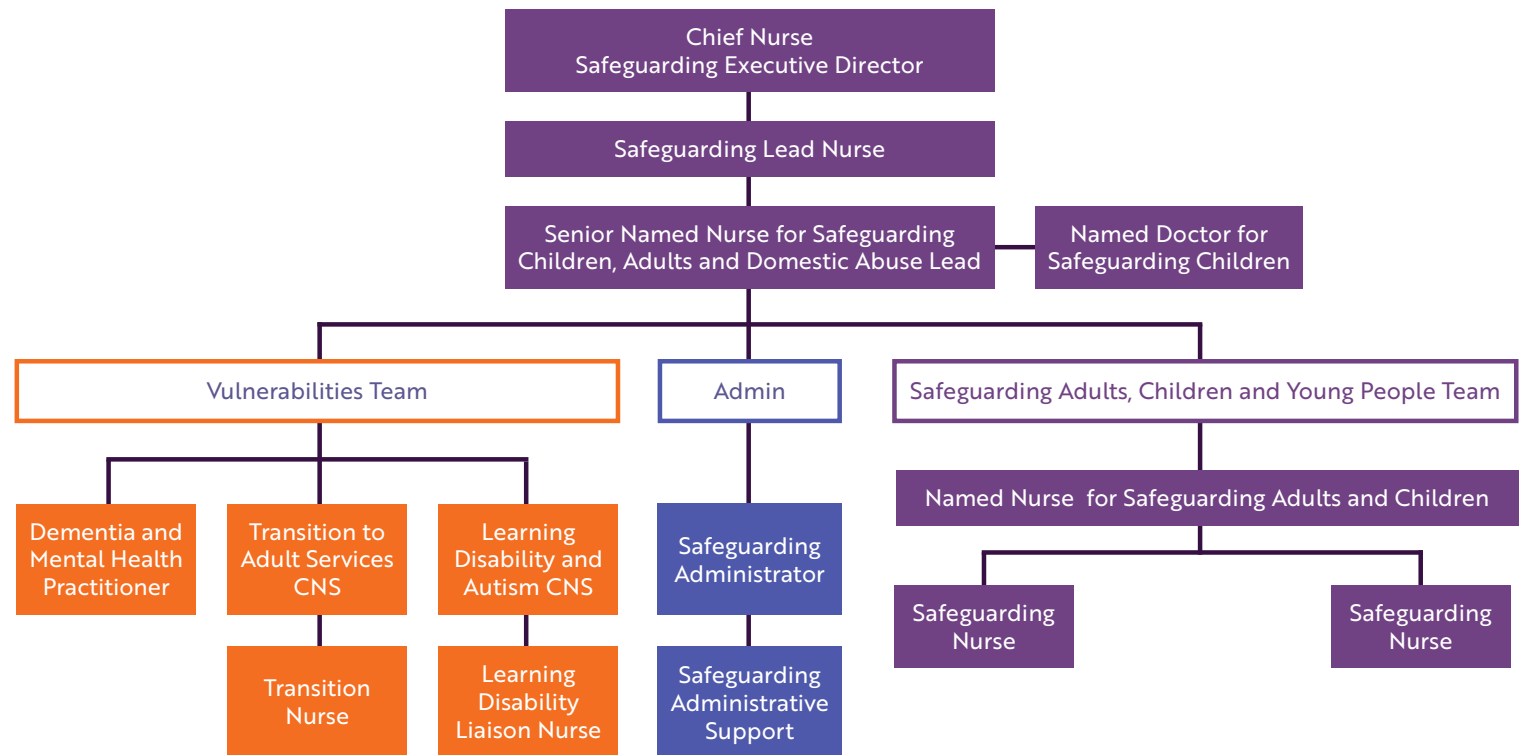 Chief Nurse
Safeguarding Executive Director
Safeguarding Lead Nurse
Senior Named Nurse for Safeguarding
Children, Adults and Domestic Abuse Lead
Named Doctor for
Safeguarding Children
Vulnerabilities Team
Admin
Safeguarding Adults, Children and Young People Team
Dementia and
Mental Health
Practitioner
Transition to
Adult Services
CNS
Learning
Disability and
Autism CNS
Safeguarding
Administrator
Named Nurse for Safeguarding Adults and Children
Safeguarding
Nurse
Safeguarding
Nurse
Transition
Nurse
Learning
Disability
Liaison Nurse
Safeguarding
Administrative
Support